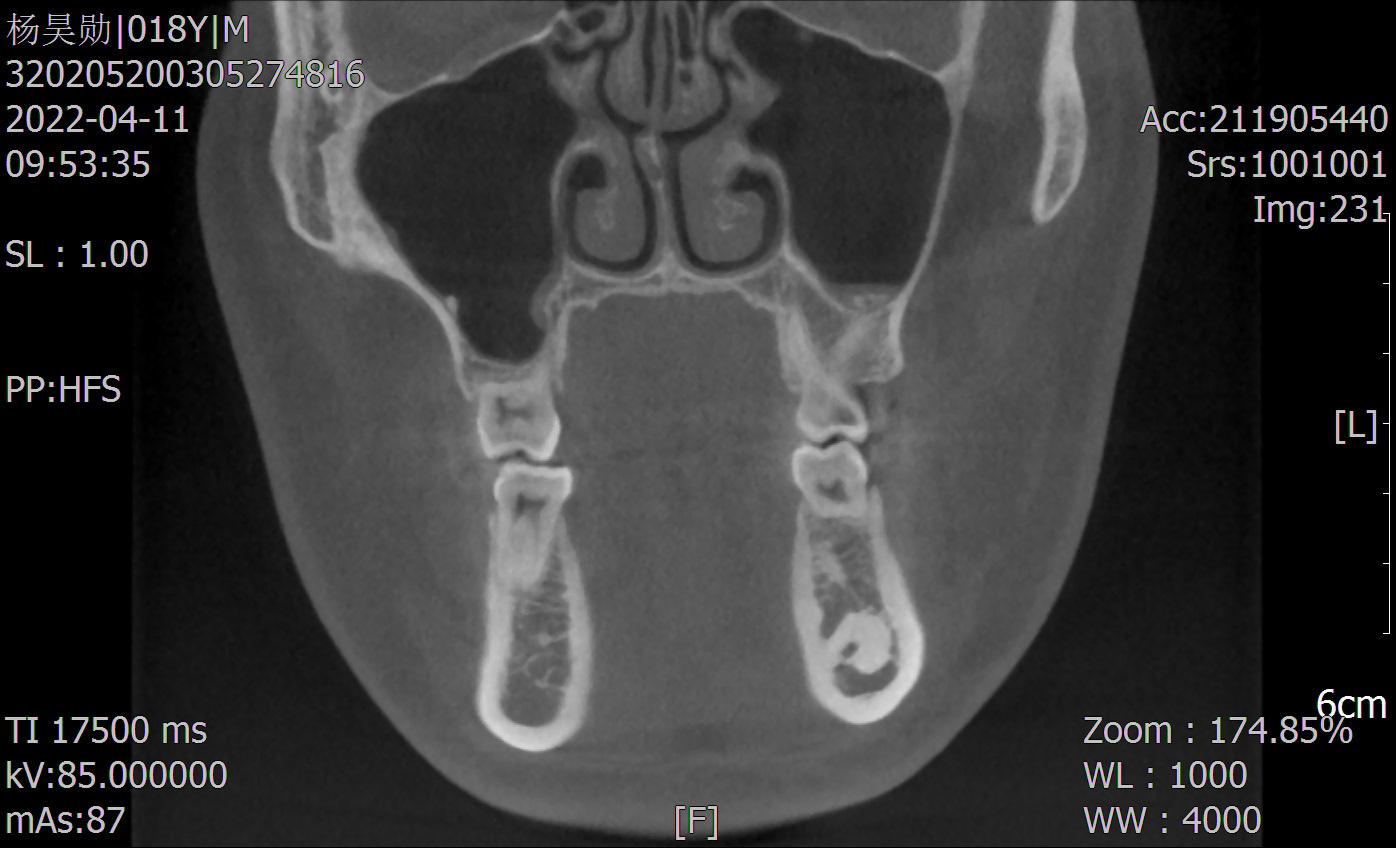 杨昊勋|018Y|M
320205200305274816
2022-04-11
09:53:35
SL : 1.00
PP:HFS
TI 17500 ms
kV:85.000000
mAs:87
[F]
Acc:211905440
Srs:1001001
Img:231
[L]
6cm
Zoom : 174.85%
WL : 1000
WW : 4000